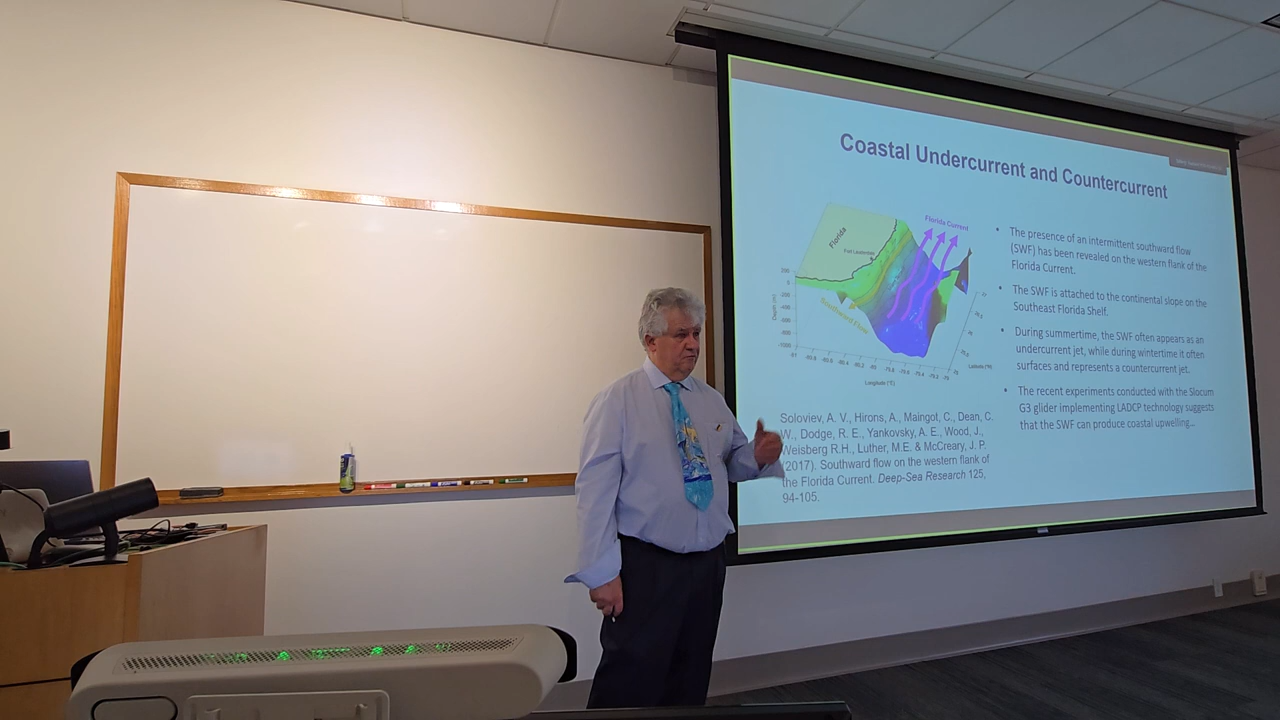 Coastal Undercurrent and Countercurrent
Florida Current
Florida
Fort Lauderdale
Southward Flow
Depth (m)
Longitude (°E)
Latitude (°N)
• The presence of an intermittent southward flow
(SWF) has been revealed on the western flank of the
Florida Current.
• The SWF is attached to the continental slope on the
Southeast Florida Shelf.
• During summertime, the SWF often appears as an
undercurrent jet, while during wintertime it often
surfaces and represents a countercurrent jet.
• The recent experiments conducted with the Slocum
G3 glider implementing LADCP technology suggests
that the SWF can produce coastal upwelling...
Soloviev, A. V., Hirons, A., Maingot, C., Dean, C.
W., Dodge, R. E., Yankovsky, A. E., Wood, J.,
Weisberg R.H., Luther, M.E. & McCreary, J. P.
(2017). Southward flow on the western flank of
the Florida Current. Deep-Sea Research 125,
94-105.